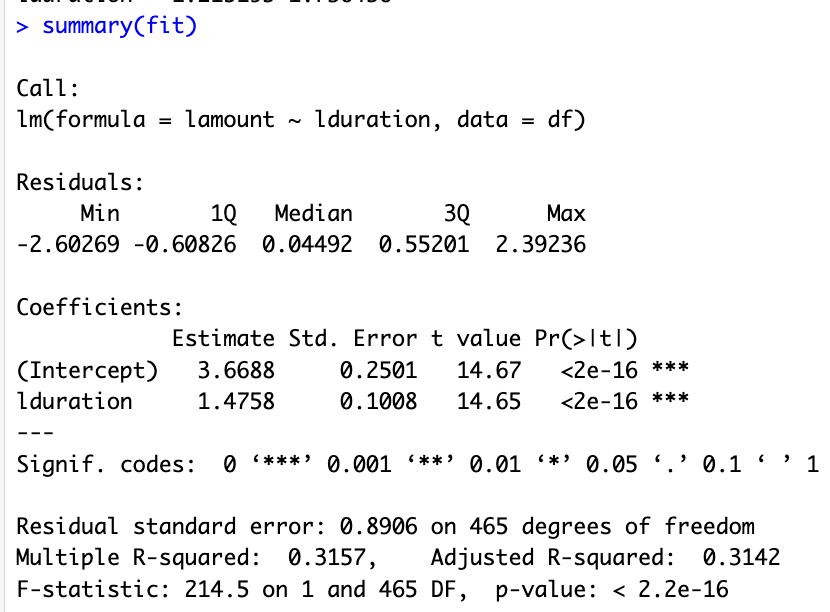 > summary(fit)
Call:
lm(formula = lamount ~ lduration, data = df)
Residuals:
     Min       1Q   Median       3Q      Max
-2.60269 -0.60826  0.04492  0.55201  2.39236
Coefficients:
            Estimate Std. Error t value Pr(>|t|)
(Intercept)   3.6688     0.2501   14.67   <2e-16 ***
lduration     1.4758     0.1008   14.65   <2e-16 ***
---
Signif. codes:  0 ‘***’ 0.001 ‘**’ 0.01 ‘*’ 0.05 ‘.’ 0.1 ‘ ’ 1
Residual standard error: 0.8906 on 465 degrees of freedom
Multiple R-squared:  0.3157,    Adjusted R-squared:  0.3142
F-statistic: 214.5 on 1 and 465 DF,  p-value: < 2.2e-16